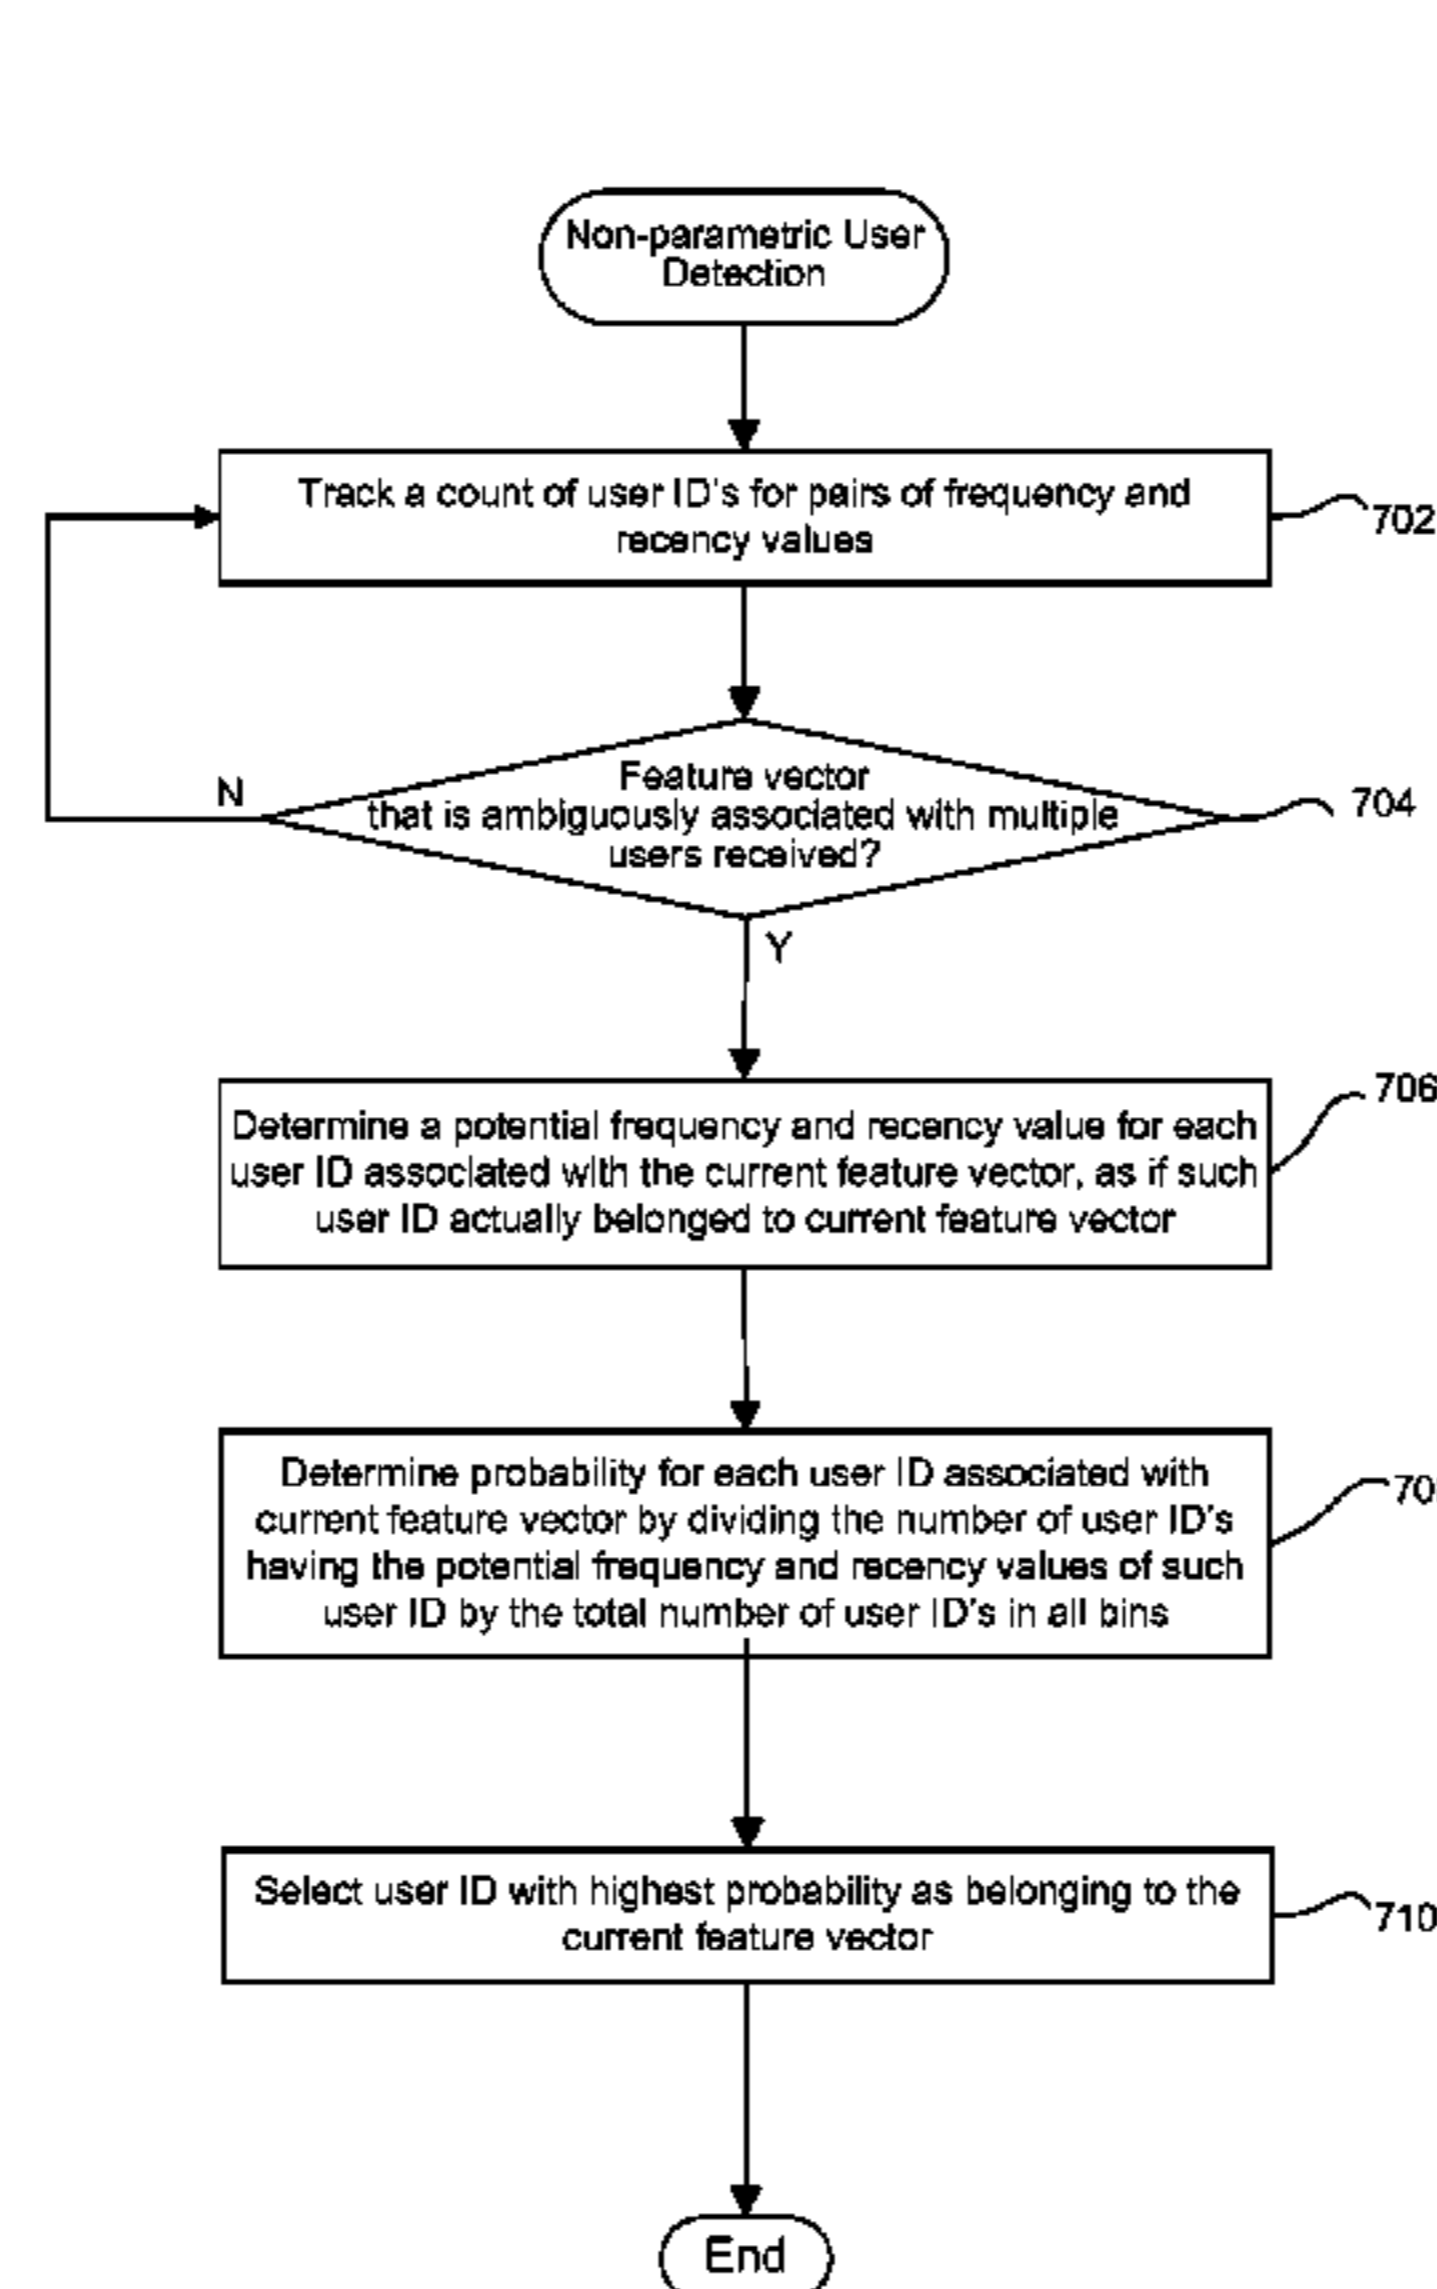 Non-parametric User
Detection
Track a count of user ID's for pairs of frequency and
recency values
702
Feature vector
that is ambiguously associated with multiple
users received?
704
N
Y
706
Determine a potential frequency and recency value for each
user ID associated with the current feature vector, as if such
user ID actually belonged to current feature vector
Determine probability for each user ID associated with
current feature vector by dividing the number of user ID's
having the potential frequency and recency values of such
user ID by the total number of user ID's in all bins
70
Select user ID with highest probability as belonging to the
current feature vector
710
End